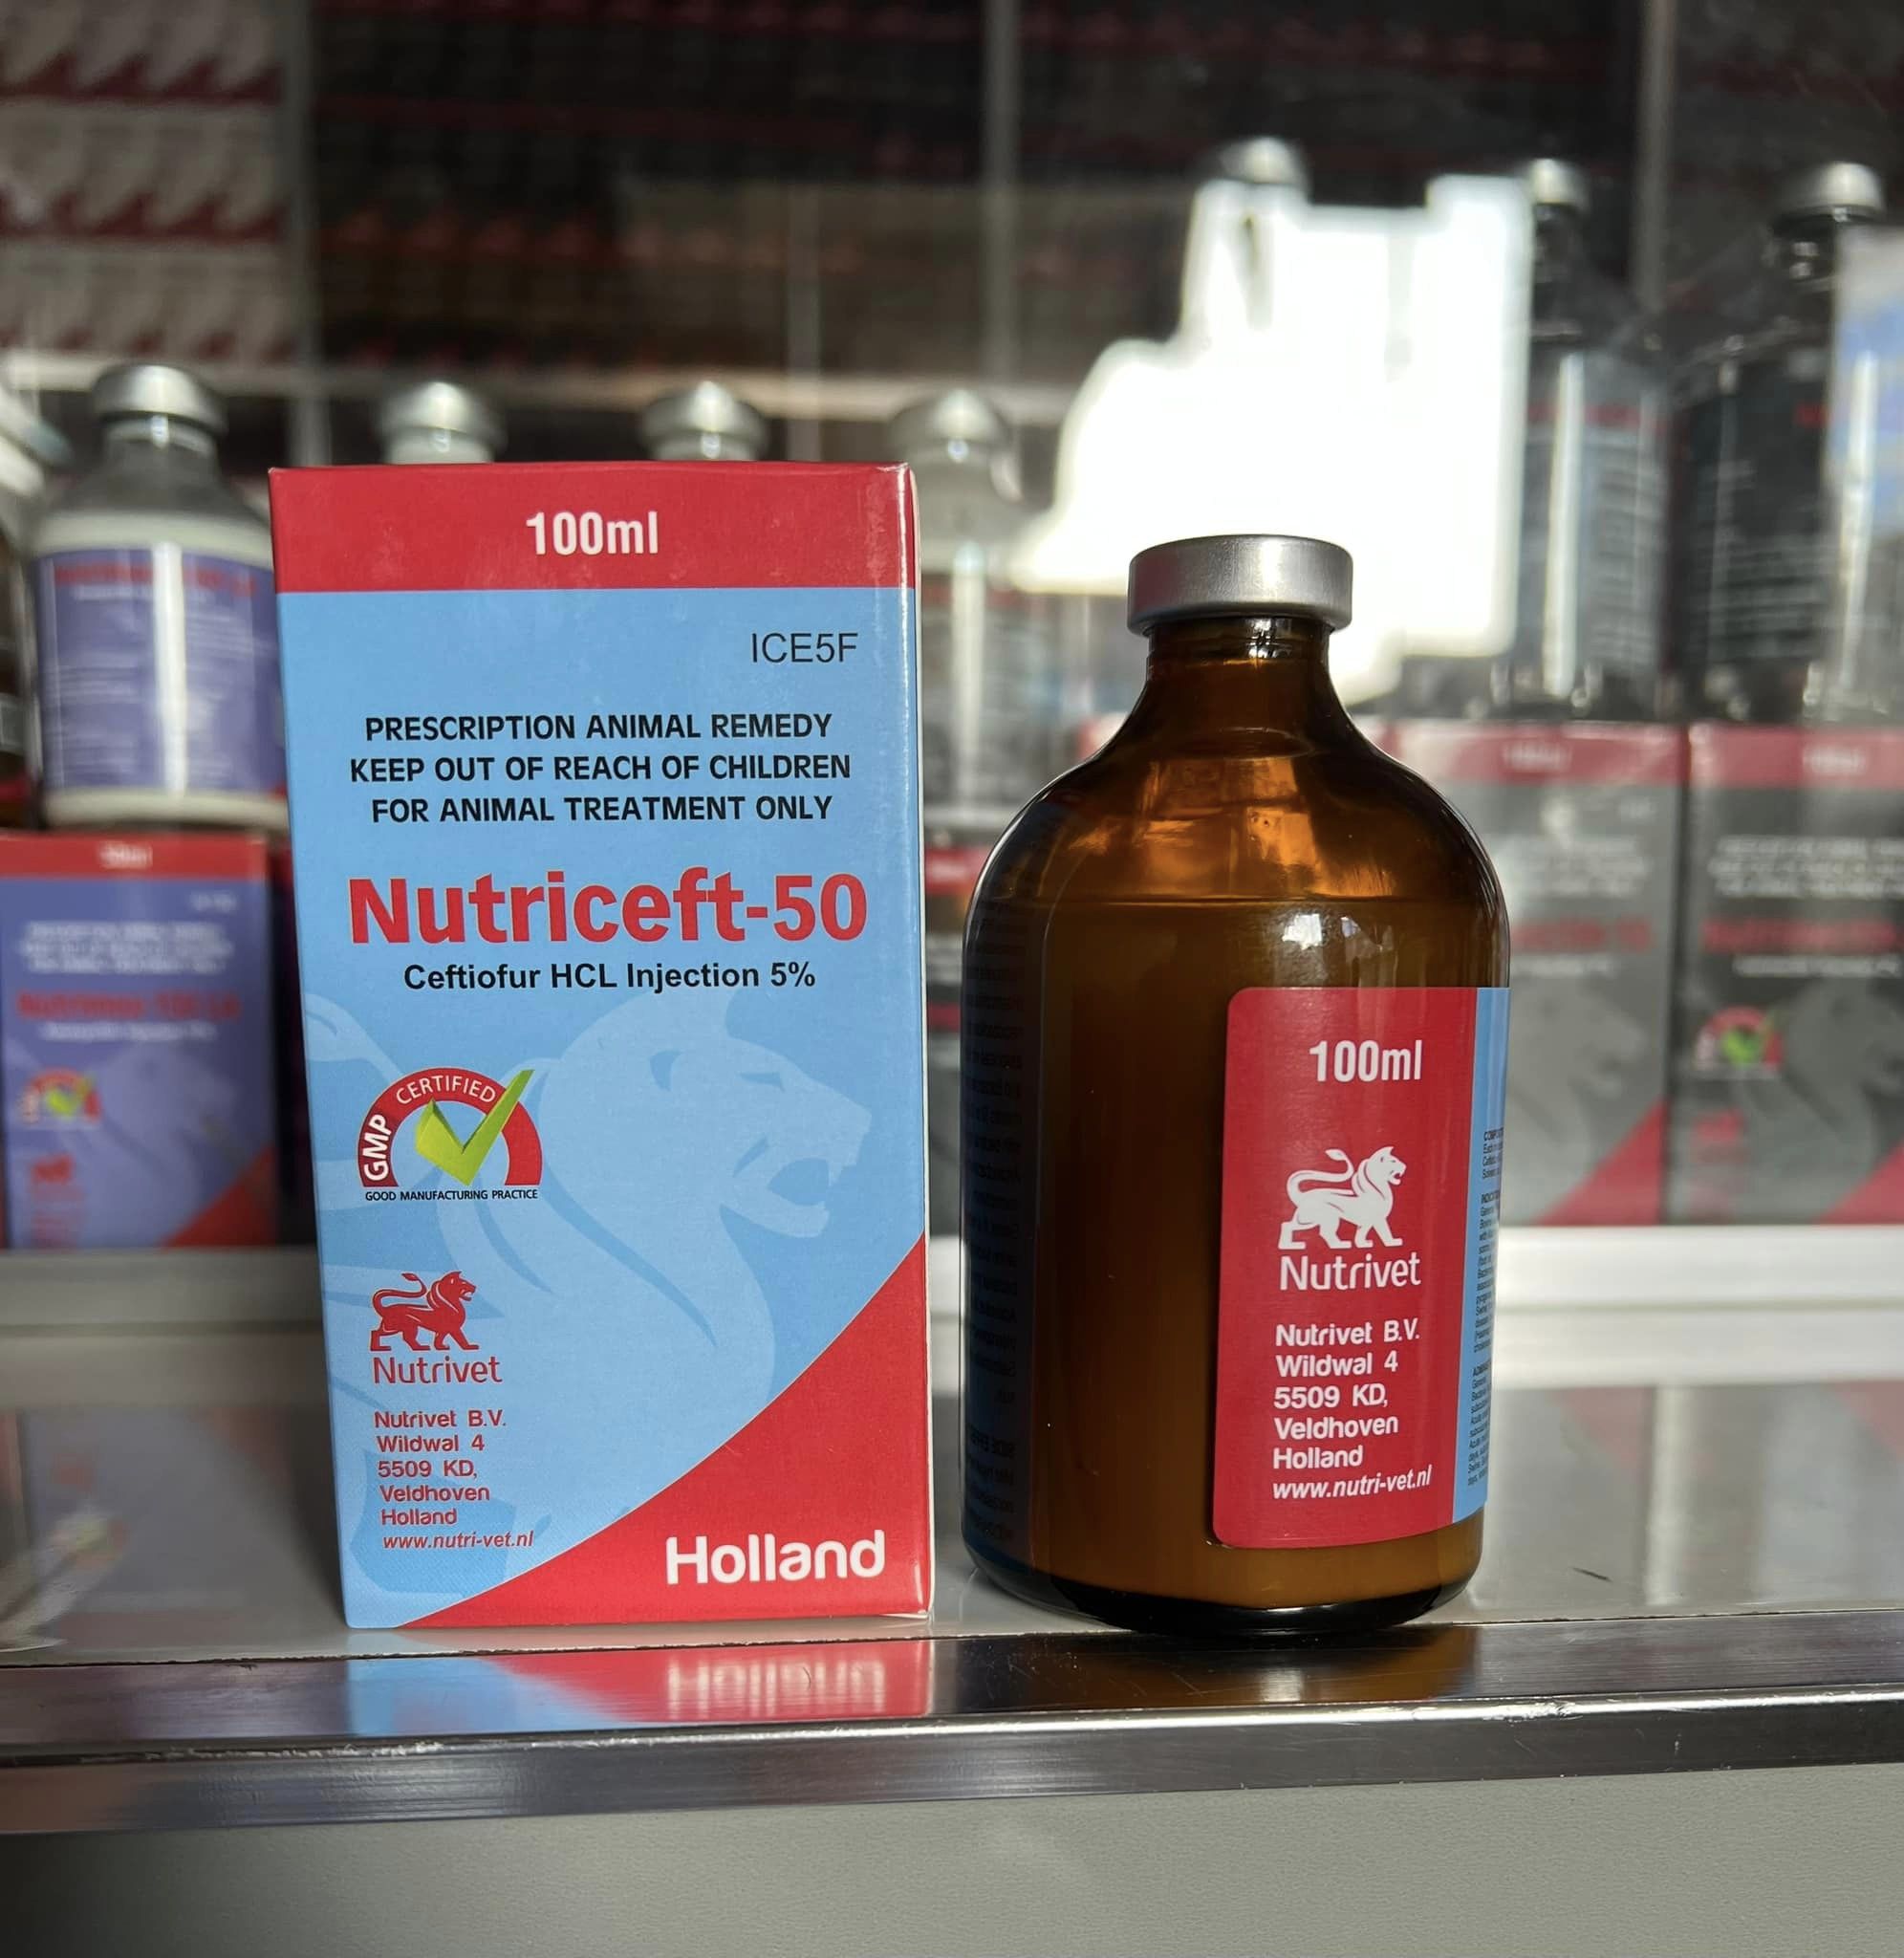 100ml
ICE5F
PRESCRIPTION ANIMAL REMEDY
KEEP OUT OF REACH OF CHILDREN
FOR ANIMAL TREATMENT ONLY
Nutriceft-50
Ceftiofur HCL Injection 5%
GMP CERTIFIED
GOOD MANUFACTURING PRACTICE
Nutrivet
Nutrivet B.V.
Wildwal 4
5509 KD,
Veldhoven
Holland
www.nutri-vet.nl
Holland
100ml
Nutrivet
Nutrivet B.V.
Wildwal 4
5509 KD,
Veldhoven
Holland
www.nutri-vet.nl